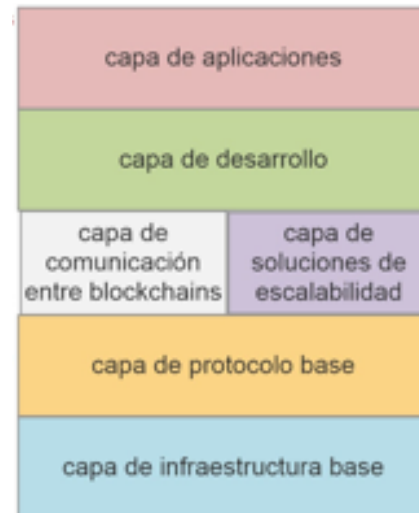 capa de aplicaciones
capa de desarrollo
capa de
comunicación
entre blockchains
capa de
soluciones de
escalabilidad
capa de protocolo base
capa de infraestructura base